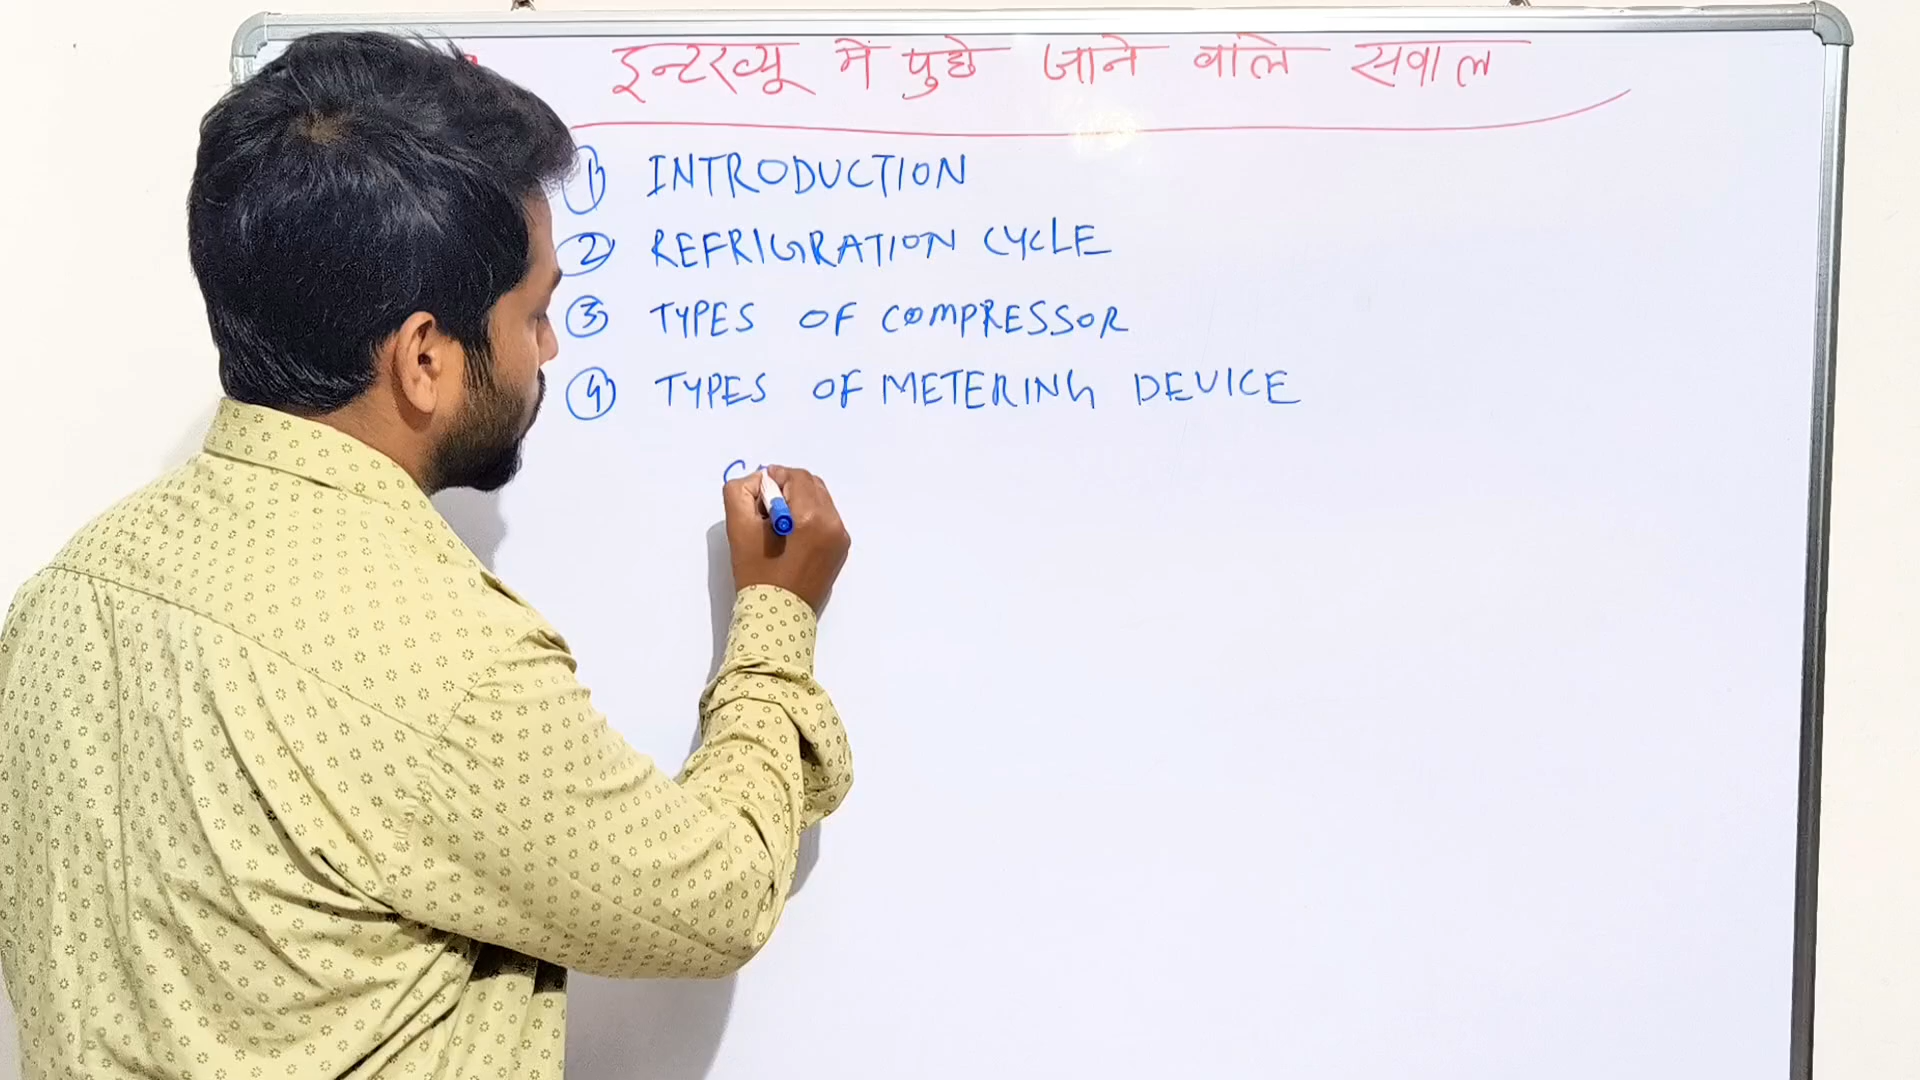 इन्टरव्यू में पुछे जाने वाले सवाल
① INTRODUCTION
② REFRIGRATION CYCLE
③ TYPES OF COMPRESSOR
④ TYPES OF METERING DEVICE